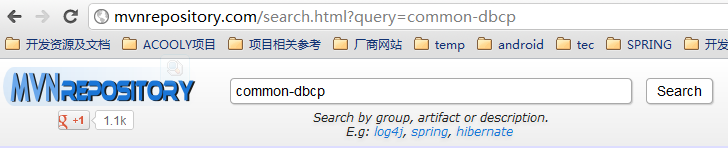 mvnrepository.com/search.html?query=common-dbcp
开发资源及文档 ACOOLY项目 项目相关参考 厂商网站 temp android tec SPRING 开发
MVNREPOSITORY common-dbcp Search
g +1 1.1k Search by group, artifact or description.
E.g: log4j, spring, hibernate